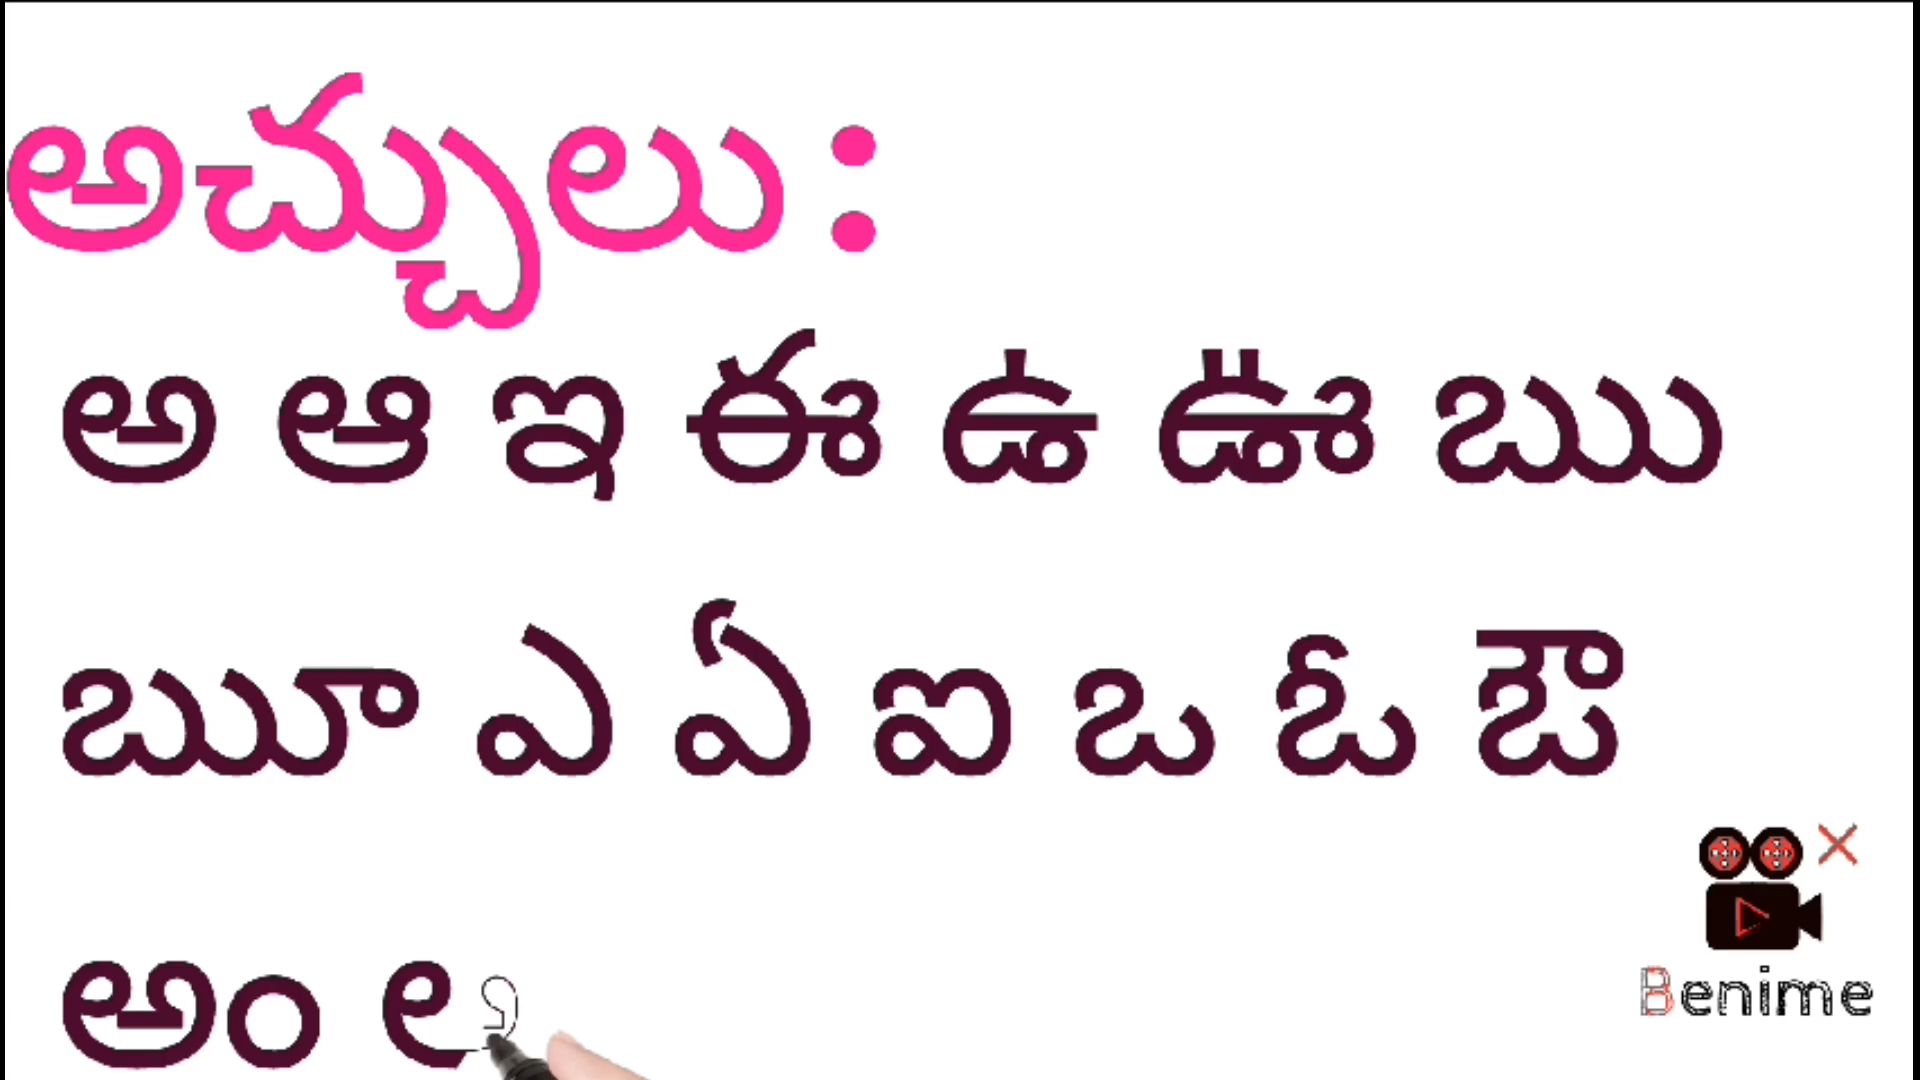 అచ్చులు:
అ ఆ ఇ ఈ ఉ ఊ ఋ
ౠ ఎ ఏ ఐ ఒ ఓ ఔ
అం
Benime